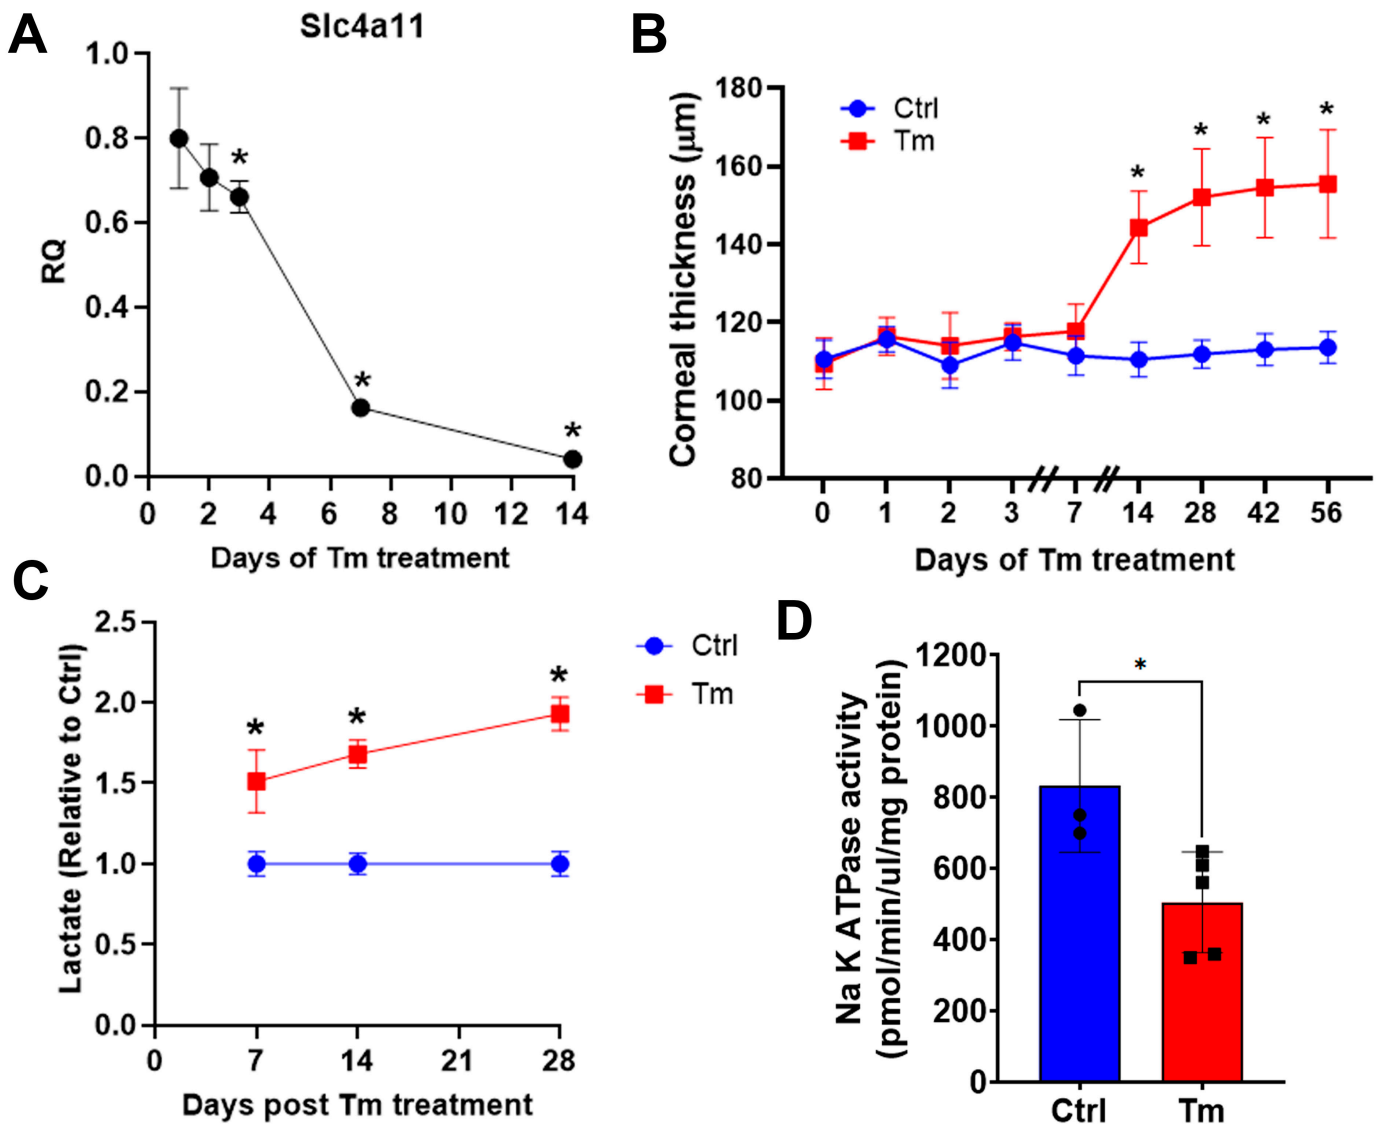 A
Slc4a11
1.0
0.8
0.6
0.4
0.2
0.0
RQ
* * *
0 2 4 6 8 10 12 14
Days of Tm treatment
B
180
160
140
120
100
80
Corneal thickness (μm)
Ctrl
Tm
* * * *
0 1 2 3 7 14 28 42 56
Days of Tm treatment
C
2.5
2.0
1.5
1.0
0.5
0.0
Lactate (Relative to Ctrl)
* * *
Ctrl
Tm
0 7 14 21 28
Days post Tm treatment
D
1200
1000
800
600
400
200
0
Na K ATPase activity
(pmol/min/ul/mg protein)
*
Ctrl Tm